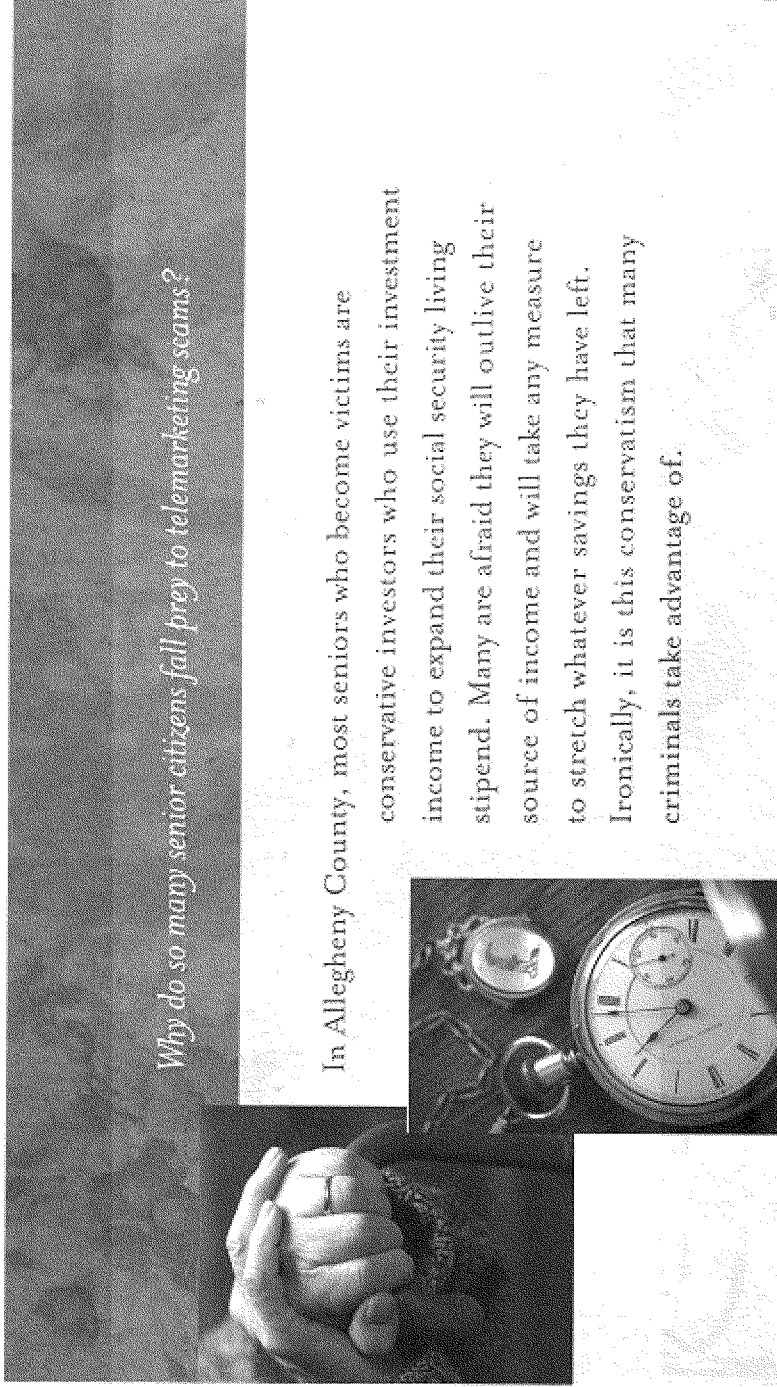 Why do so many senior citizens fall prey to telemarketing scams?
In Allegheny County, most seniors who become victims are
conservative investors who use their investment
income to expand their social security living
stipend. Many are afraid they will outlive their
source of income and will take any measure
to stretch whatever savings they have left.
Ironically, it is this conservatism that many
criminals take advantage of.